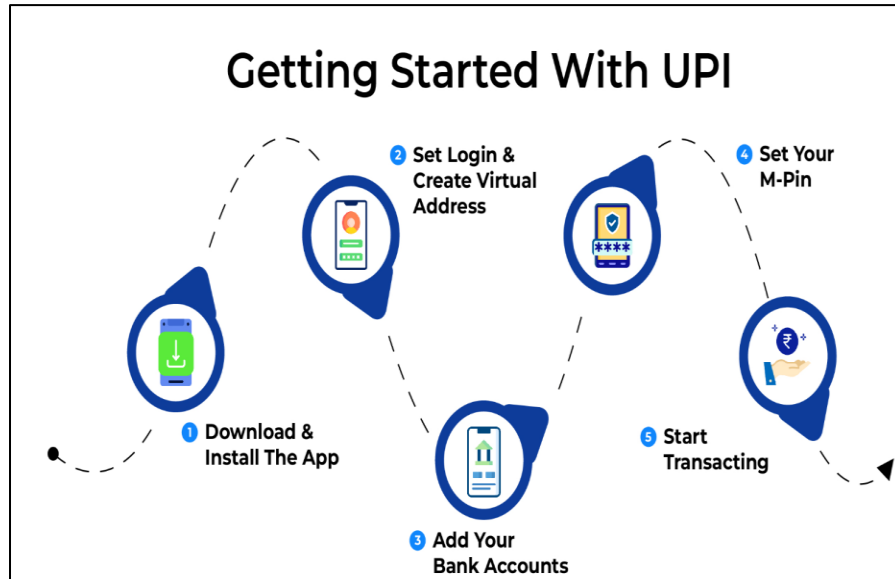 Getting Started With UPI
1 Download &
Install The App
2 Set Login &
Create Virtual
Address
3 Add Your
Bank Accounts
****
4 Set Your
M-Pin
₹
5 Start
Transacting